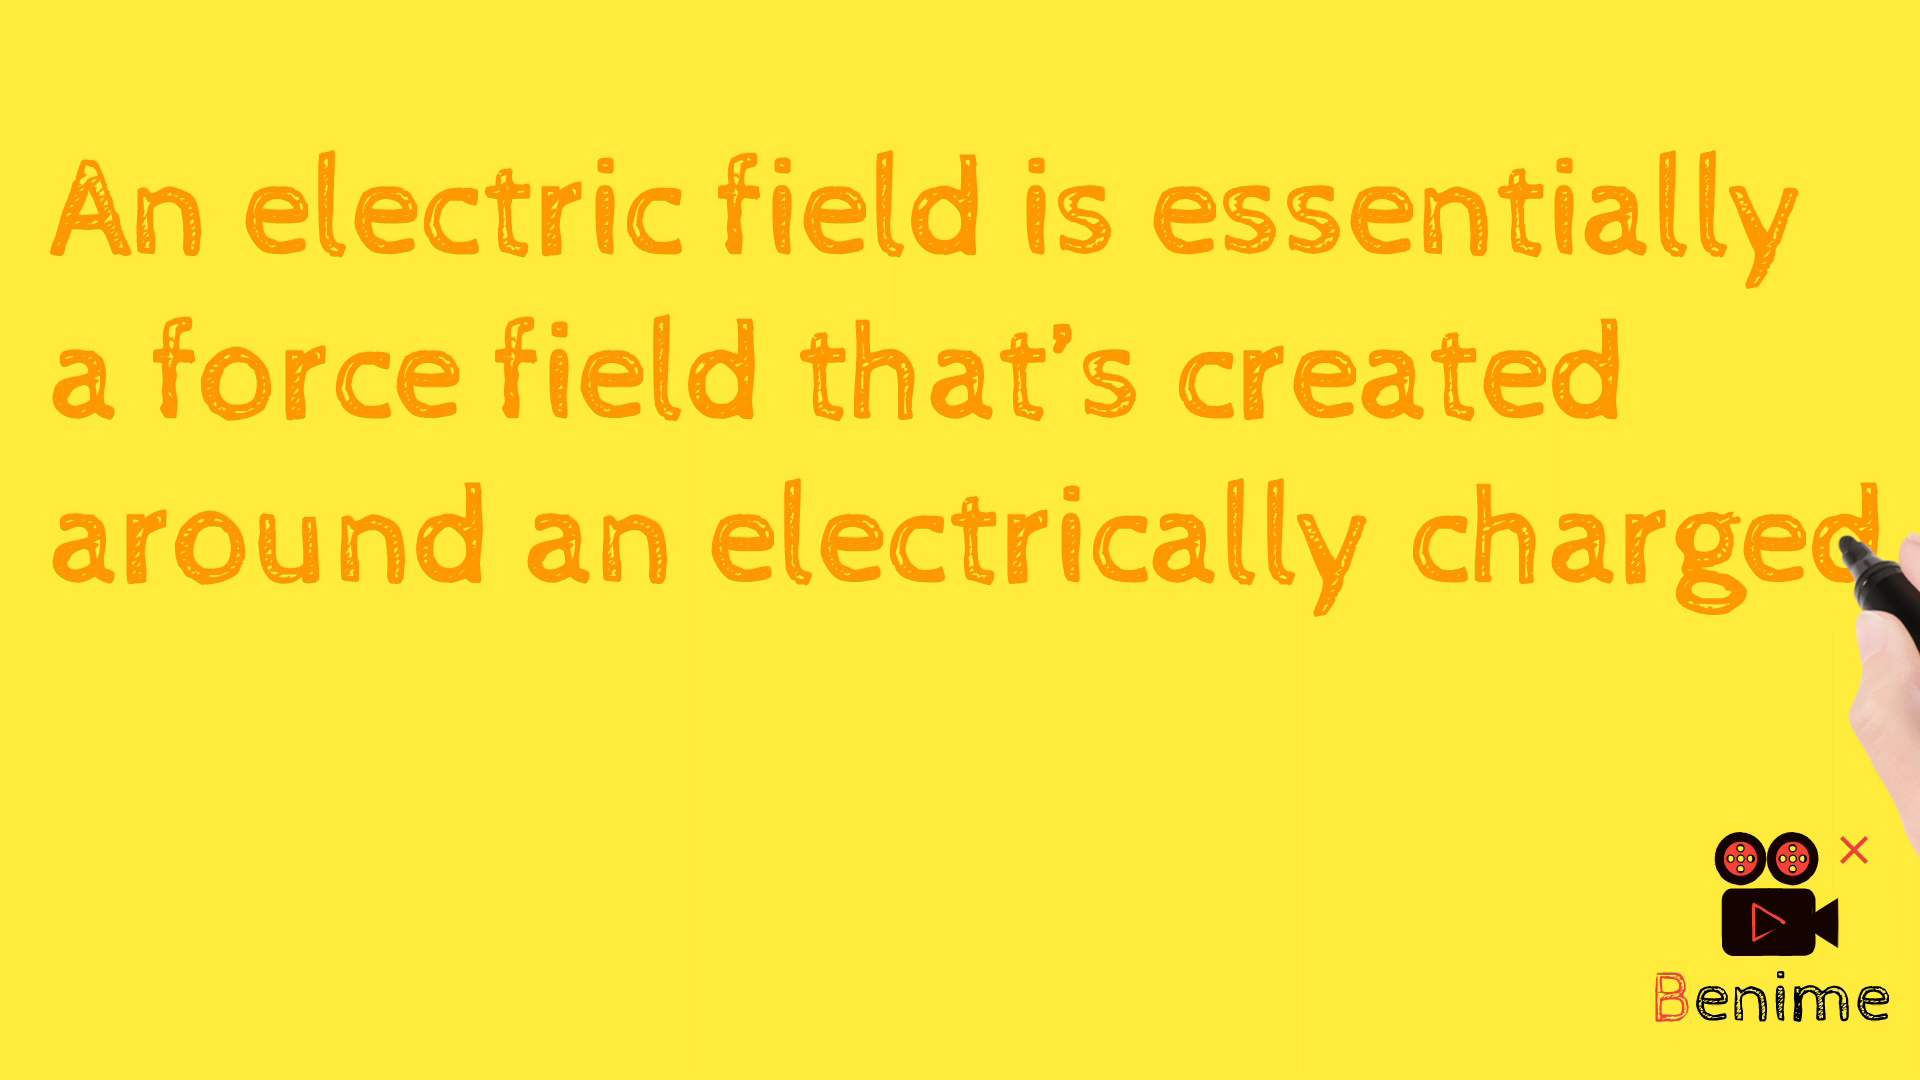 An electric field is essentially
a force field that’s created
around an electrically charged
Benime